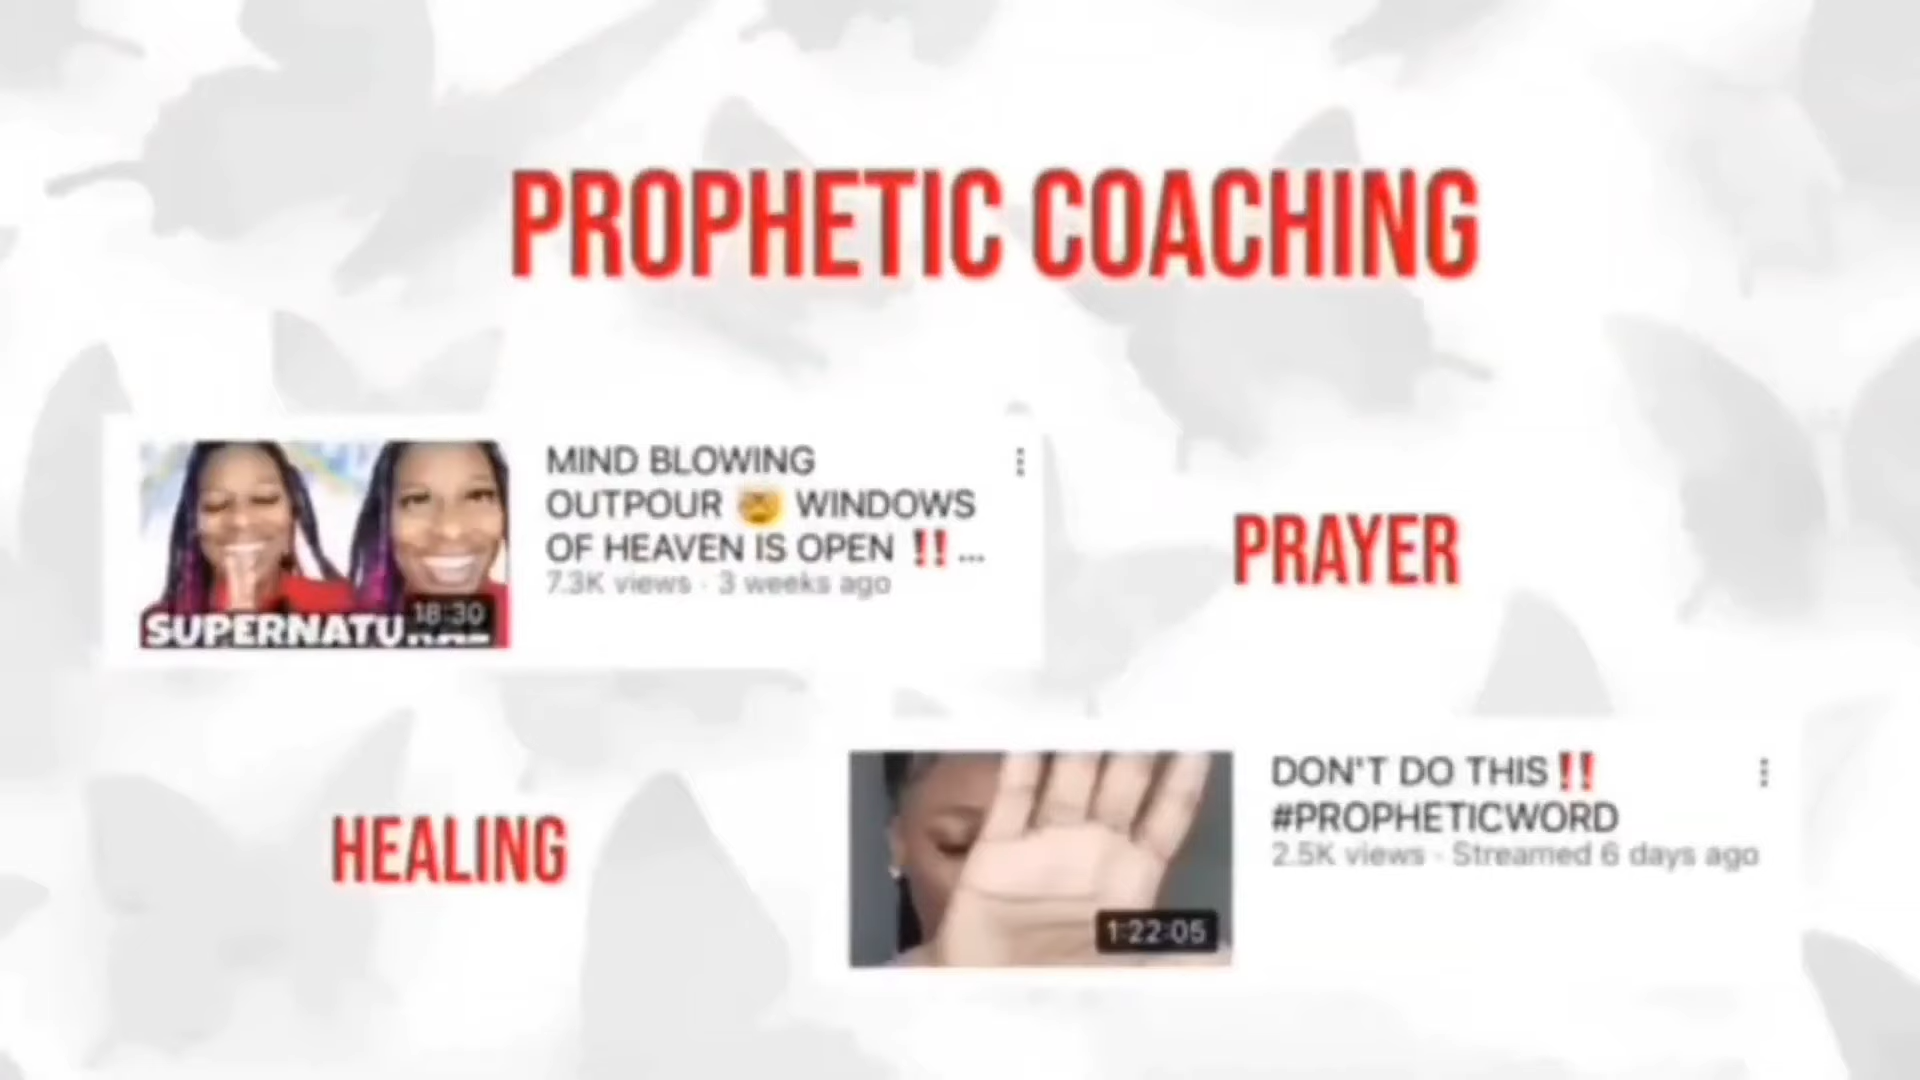 PROPHETIC COACHING
MIND BLOWING
OUTPOUR 🤯 WINDOWS
OF HEAVEN IS OPEN ‼️...
7.3K views · 3 weeks ago
18:30
SUPERNATURAL
PRAYER
HEALING
DON'T DO THIS‼️
#PROPHETICWORD
2.5K views · Streamed 6 days ago
1:22:05